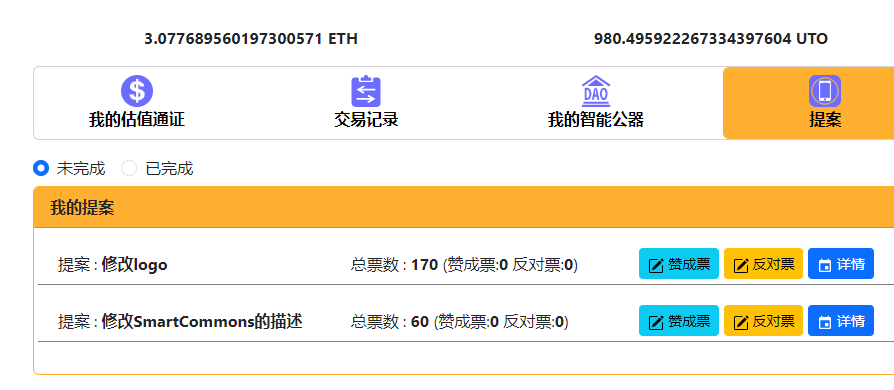 3.077689560197300571 ETH 980.495922267334397604 UTO
$ DAO
我的估值通证 交易记录 我的智能公器 提案
未完成 已完成
我的提案
提案 : 修改logo 总票数 : 170 (赞成票:0 反对票:0) 赞成票 反对票 详情
提案 : 修改SmartCommons的描述 总票数 : 60 (赞成票:0 反对票:0) 赞成票 反对票 详情